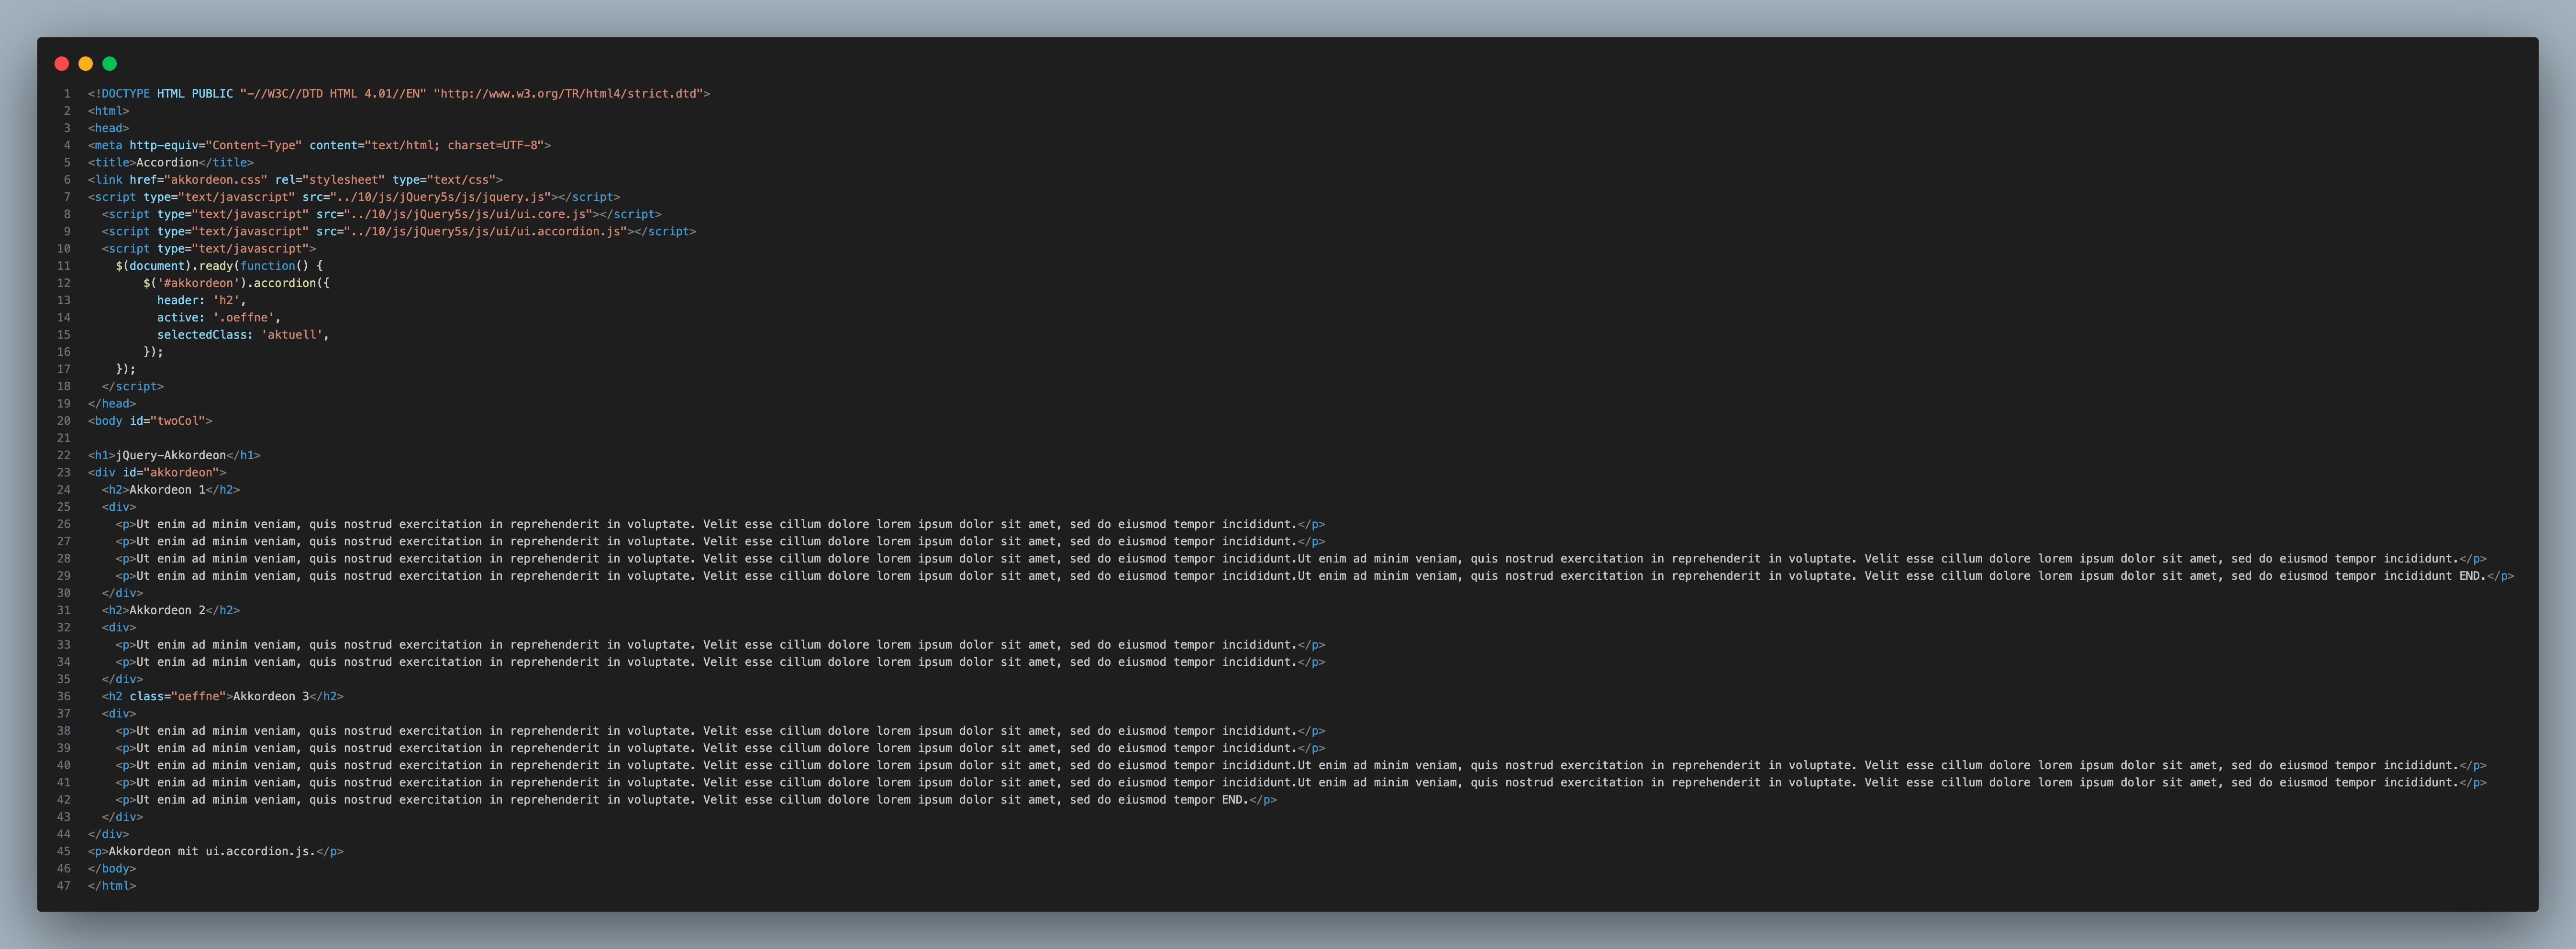 1 <!DOCTYPE HTML PUBLIC "-//W3C//DTD HTML 4.01//EN" "http://www.w3.org/TR/html4/strict.dtd">
2 <html>
3 <head>
4 <meta http-equiv="Content-Type" content="text/html; charset=UTF-8">
5 <title>Accordion</title>
6 <link href="akkordeon.css" rel="stylesheet" type="text/css">
7 <script type="text/javascript" src="../10/js/jQuery5s/js/jquery.js"></script>
8   <script type="text/javascript" src="../10/js/jQuery5s/js/ui/ui.core.js"></script>
9   <script type="text/javascript" src="../10/js/jQuery5s/js/ui/ui.accordion.js"></script>
10   <script type="text/javascript">
11     $(document).ready(function() {
12         $('#akkordeon').accordion({
13           header: 'h2',
14           active: '.oeffne',
15           selectedClass: 'aktuell',
16         });
17     });
18   </script>
19 </head>
20 <body id="twoCol">
21
22 <h1>jQuery-Akkordeon</h1>
23 <div id="akkordeon">
24   <h2>Akkordeon 1</h2>
25   <div>
26     <p>Ut enim ad minim veniam, quis nostrud exercitation in reprehenderit in voluptate. Velit esse cillum dolore lorem ipsum dolor sit amet, sed do eiusmod tempor incididunt.</p>
27     <p>Ut enim ad minim veniam, quis nostrud exercitation in reprehenderit in voluptate. Velit esse cillum dolore lorem ipsum dolor sit amet, sed do eiusmod tempor incididunt.</p>
28     <p>Ut enim ad minim veniam, quis nostrud exercitation in reprehenderit in voluptate. Velit esse cillum dolore lorem ipsum dolor sit amet, sed do eiusmod tempor incididunt.Ut enim ad minim veniam, quis nostrud exercitation in reprehenderit in voluptate. Velit esse cillum dolore lorem ipsum dolor sit amet, sed do eiusmod tempor incididunt.</p>
29     <p>Ut enim ad minim veniam, quis nostrud exercitation in reprehenderit in voluptate. Velit esse cillum dolore lorem ipsum dolor sit amet, sed do eiusmod tempor incididunt.Ut enim ad minim veniam, quis nostrud exercitation in reprehenderit in voluptate. Velit esse cillum dolore lorem ipsum dolor sit amet, sed do eiusmod tempor incididunt END.</p>
30   </div>
31   <h2>Akkordeon 2</h2>
32   <div>
33     <p>Ut enim ad minim veniam, quis nostrud exercitation in reprehenderit in voluptate. Velit esse cillum dolore lorem ipsum dolor sit amet, sed do eiusmod tempor incididunt.</p>
34     <p>Ut enim ad minim veniam, quis nostrud exercitation in reprehenderit in voluptate. Velit esse cillum dolore lorem ipsum dolor sit amet, sed do eiusmod tempor incididunt.</p>
35   </div>
36   <h2 class="oeffne">Akkordeon 3</h2>
37   <div>
38     <p>Ut enim ad minim veniam, quis nostrud exercitation in reprehenderit in voluptate. Velit esse cillum dolore lorem ipsum dolor sit amet, sed do eiusmod tempor incididunt.</p>
39     <p>Ut enim ad minim veniam, quis nostrud exercitation in reprehenderit in voluptate. Velit esse cillum dolore lorem ipsum dolor sit amet, sed do eiusmod tempor incididunt.</p>
40     <p>Ut enim ad minim veniam, quis nostrud exercitation in reprehenderit in voluptate. Velit esse cillum dolore lorem ipsum dolor sit amet, sed do eiusmod tempor incididunt.Ut enim ad minim veniam, quis nostrud exercitation in reprehenderit in voluptate. Velit esse cillum dolore lorem ipsum dolor sit amet, sed do eiusmod tempor incididunt.</p>
41     <p>Ut enim ad minim veniam, quis nostrud exercitation in reprehenderit in voluptate. Velit esse cillum dolore lorem ipsum dolor sit amet, sed do eiusmod tempor incididunt.Ut enim ad minim veniam, quis nostrud exercitation in reprehenderit in voluptate. Velit esse cillum dolore lorem ipsum dolor sit amet, sed do eiusmod tempor incididunt.</p>
42     <p>Ut enim ad minim veniam, quis nostrud exercitation in reprehenderit in voluptate. Velit esse cillum dolore lorem ipsum dolor sit amet, sed do eiusmod tempor END.</p>
43   </div>
44 </div>
45 <p>Akkordeon mit ui.accordion.js.</p>
46 </body>
47 </html>